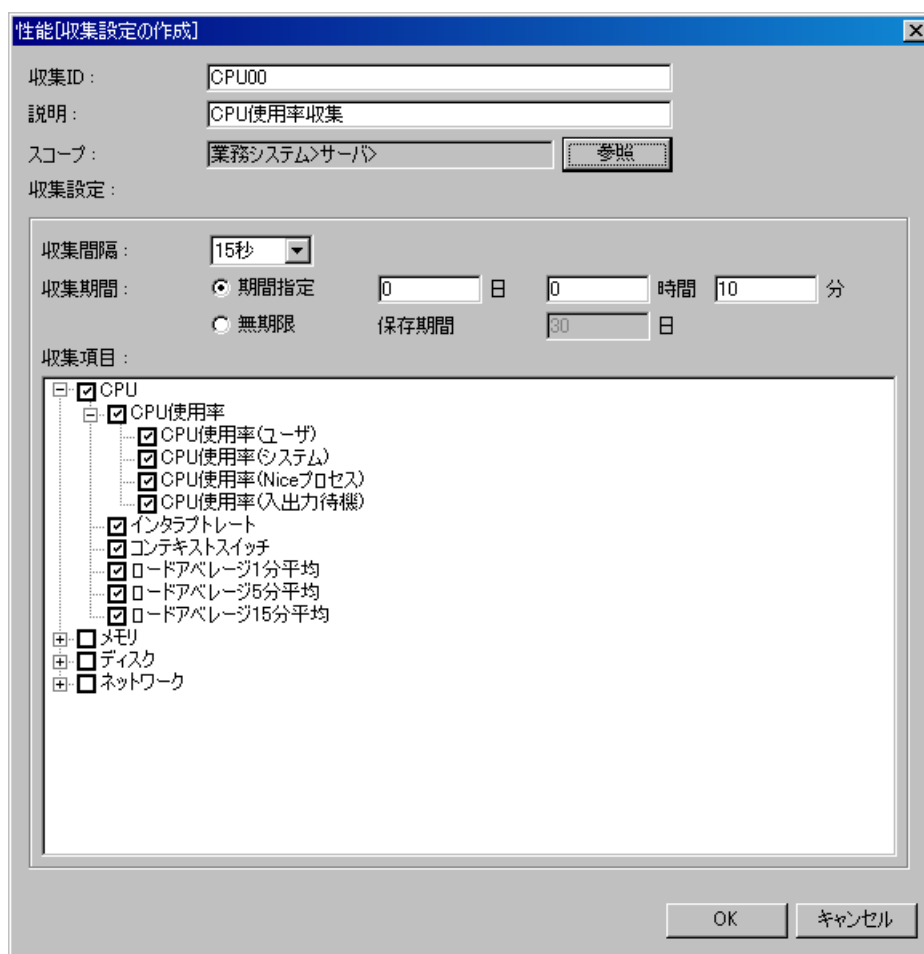 性能[収集設定の作成]
収集ID：
CPU00
説明：
CPU使用率収集
スコープ：
業務システム>サーバ>
参照
収集設定：
収集間隔：
15秒
収集期間：
期間指定
0 日 0 時間 10 分
無期限
保存期間
30 日
収集項目：
CPU
CPU使用率
CPU使用率(ユーザ)
CPU使用率(システム)
CPU使用率(Niceプロセス)
CPU使用率(入出力待機)
インタラプトレート
コンテキストスイッチ
ロードアベレージ1分平均
ロードアベレージ5分平均
ロードアベレージ15分平均
メモリ
ディスク
ネットワーク
OK
キャンセル